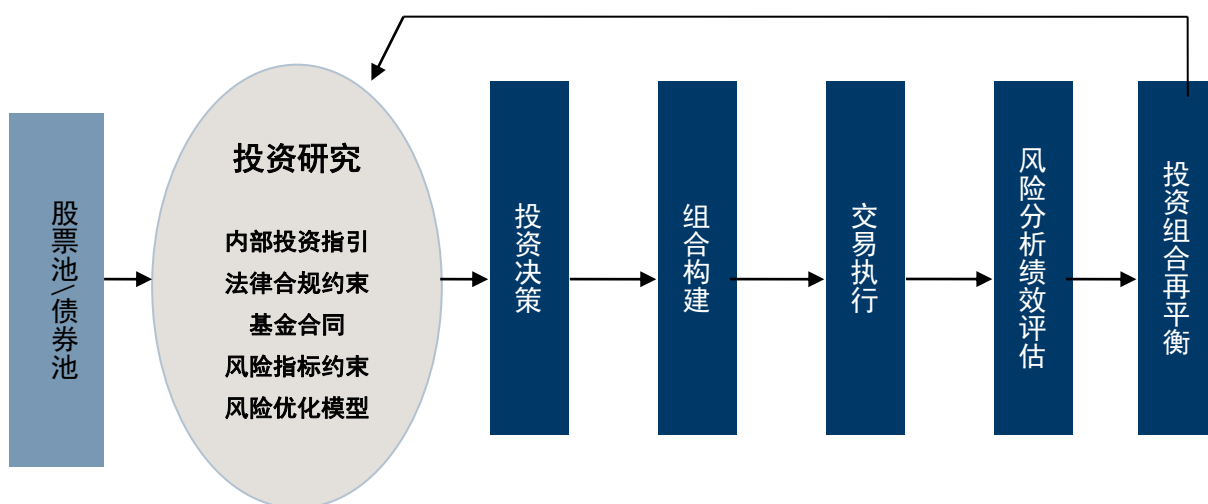 股票池/债券池
投资研究
内部投资指引
法律合规约束
基金合同
风险指标约束
风险优化模型
投资决策
组合构建
交易执行
风险分析绩效评估
投资组合再平衡